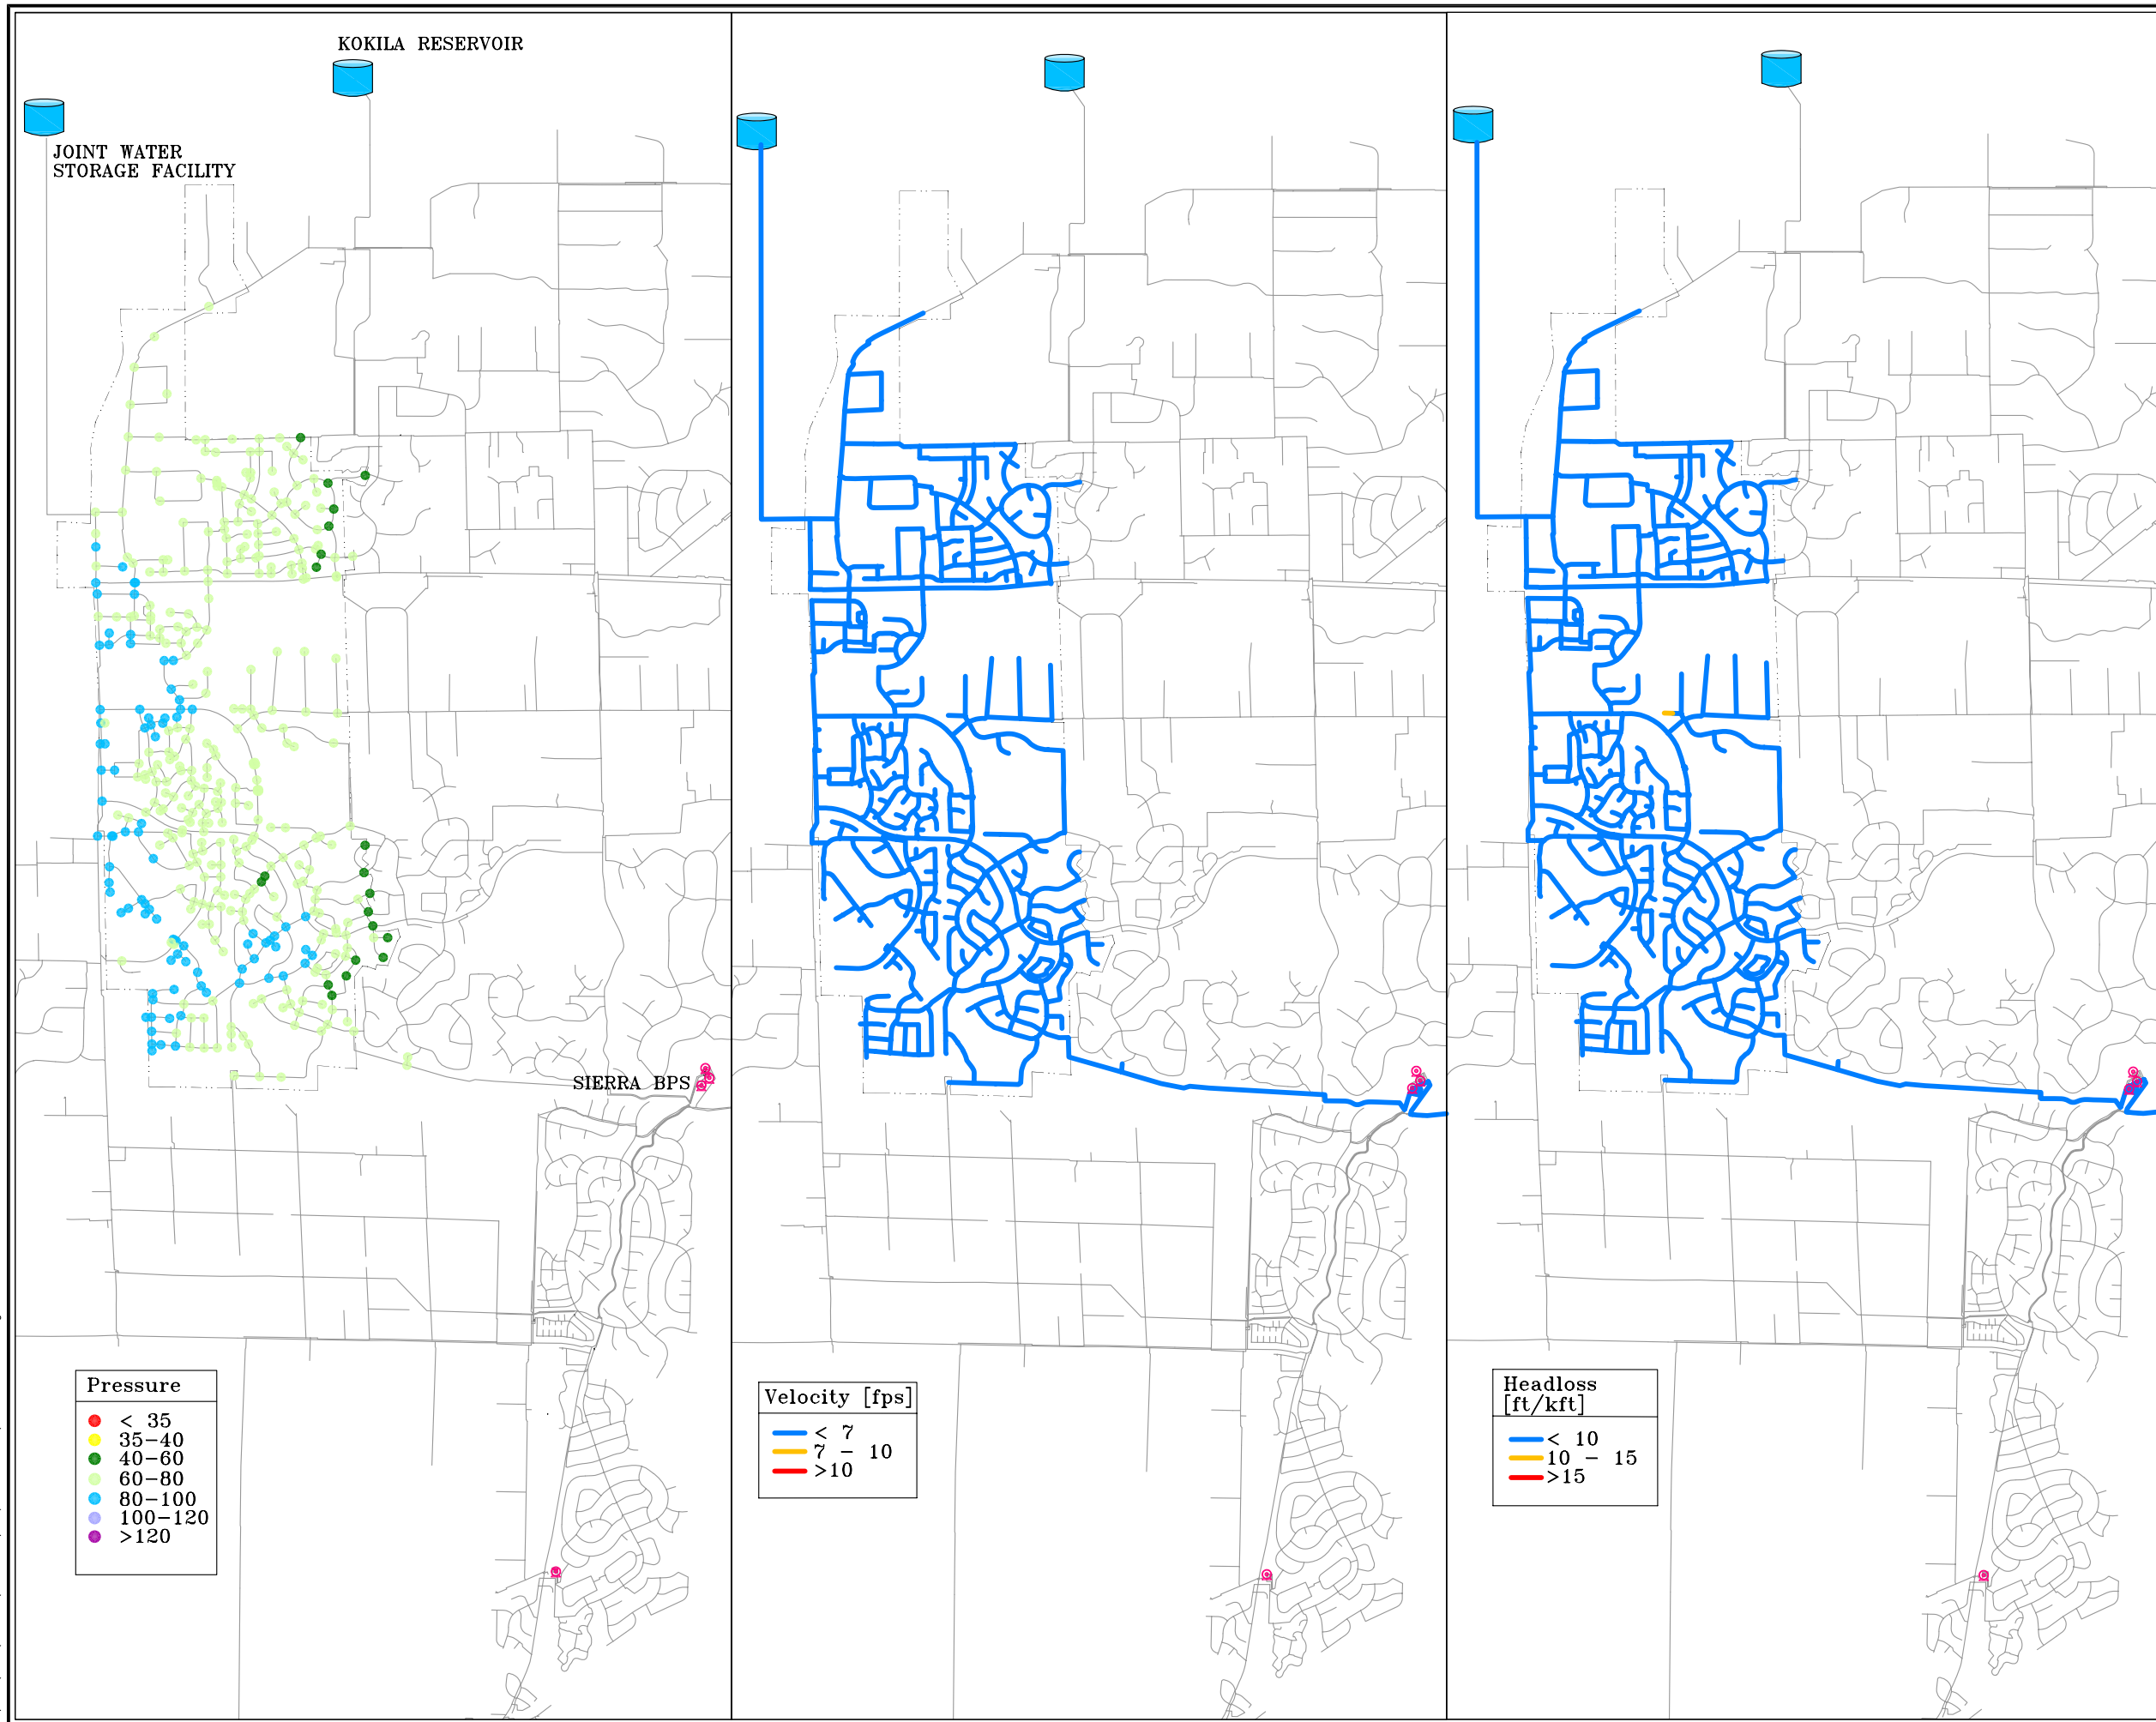 KOKILA RESERVOIR
JOINT WATER
STORAGE FACILITY
SIERRA BPS
Pressure
< 35
35-40
40-60
60-80
80-100
100-120
>120
Velocity [fps]
< 7
7 - 10
>10
Headloss
[ft/kft]
< 10
10 - 15
>15